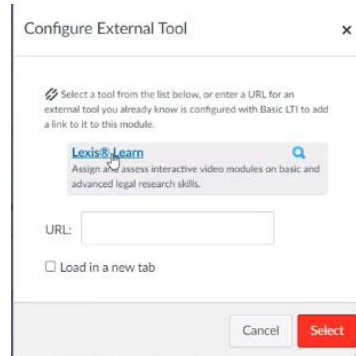 Configure External Tool
Select a tool from the list below, or enter a URL for an
external tool you already know is configured with Basic LTI to add
a link to it to this module.
Lexis® Learn
Assign and assess interactive video modules on basic and
advanced legal research skills.
URL:
Load in a new tab
Cancel Select